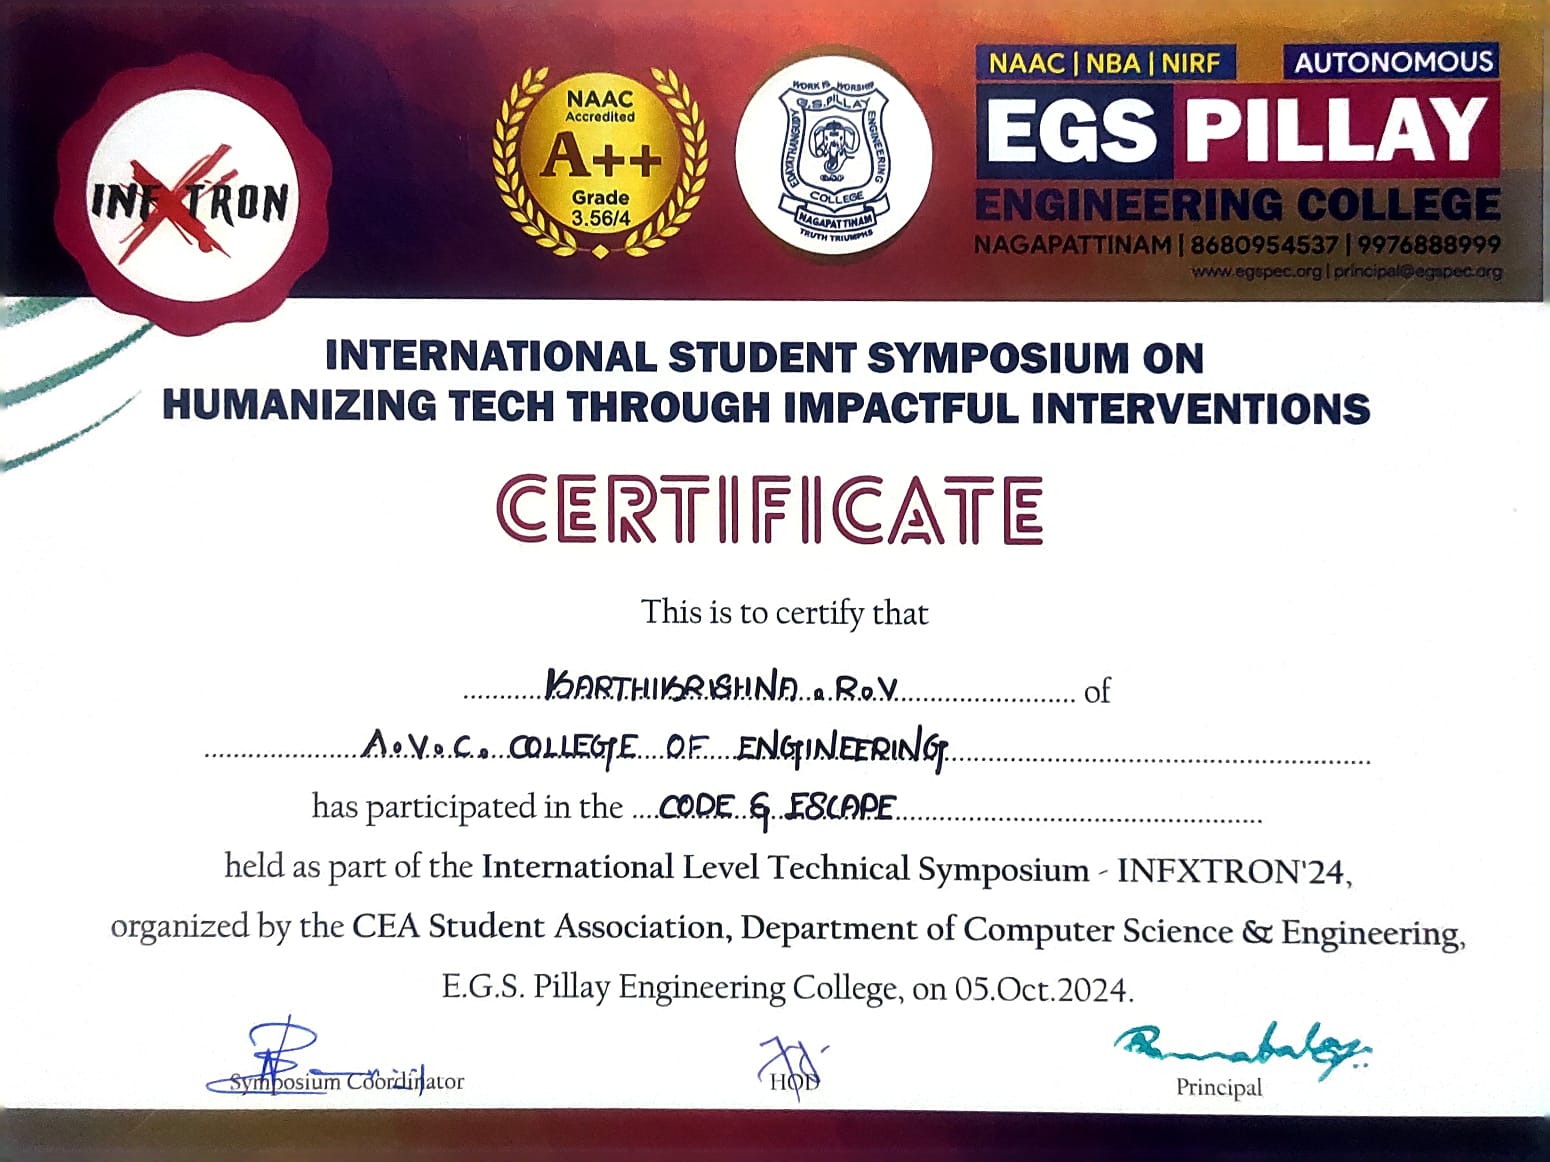 INFXTRON
NAAC
Accredited
A++
Grade
3.56/4
WORK IS WORSHIP
E.G.S. PILLAY
ENGINEERING
COLLEGE
NAGAPATTINAM
TRUTH TRIUMPHS
NAAC | NBA | NIRF AUTONOMOUS
EGS PILLAY
ENGINEERING COLLEGE
NAGAPATTINAM | 8680954537 | 9976888999
www.egspec.org | principal@egspec.org
INTERNATIONAL STUDENT SYMPOSIUM ON
HUMANIZING TECH THROUGH IMPACTFUL INTERVENTIONS
CERTIFICATE
This is to certify that
KARTHIKRISHNA . R.V of
A.V.C. COLLEGE OF ENGINEERING
has participated in the CODE & ESCAPE
held as part of the International Level Technical Symposium - INFXTRON'24,
organized by the CEA Student Association, Department of Computer Science & Engineering,
E.G.S. Pillay Engineering College, on 05.Oct.2024.
Symposium Coordinator HOD Principal